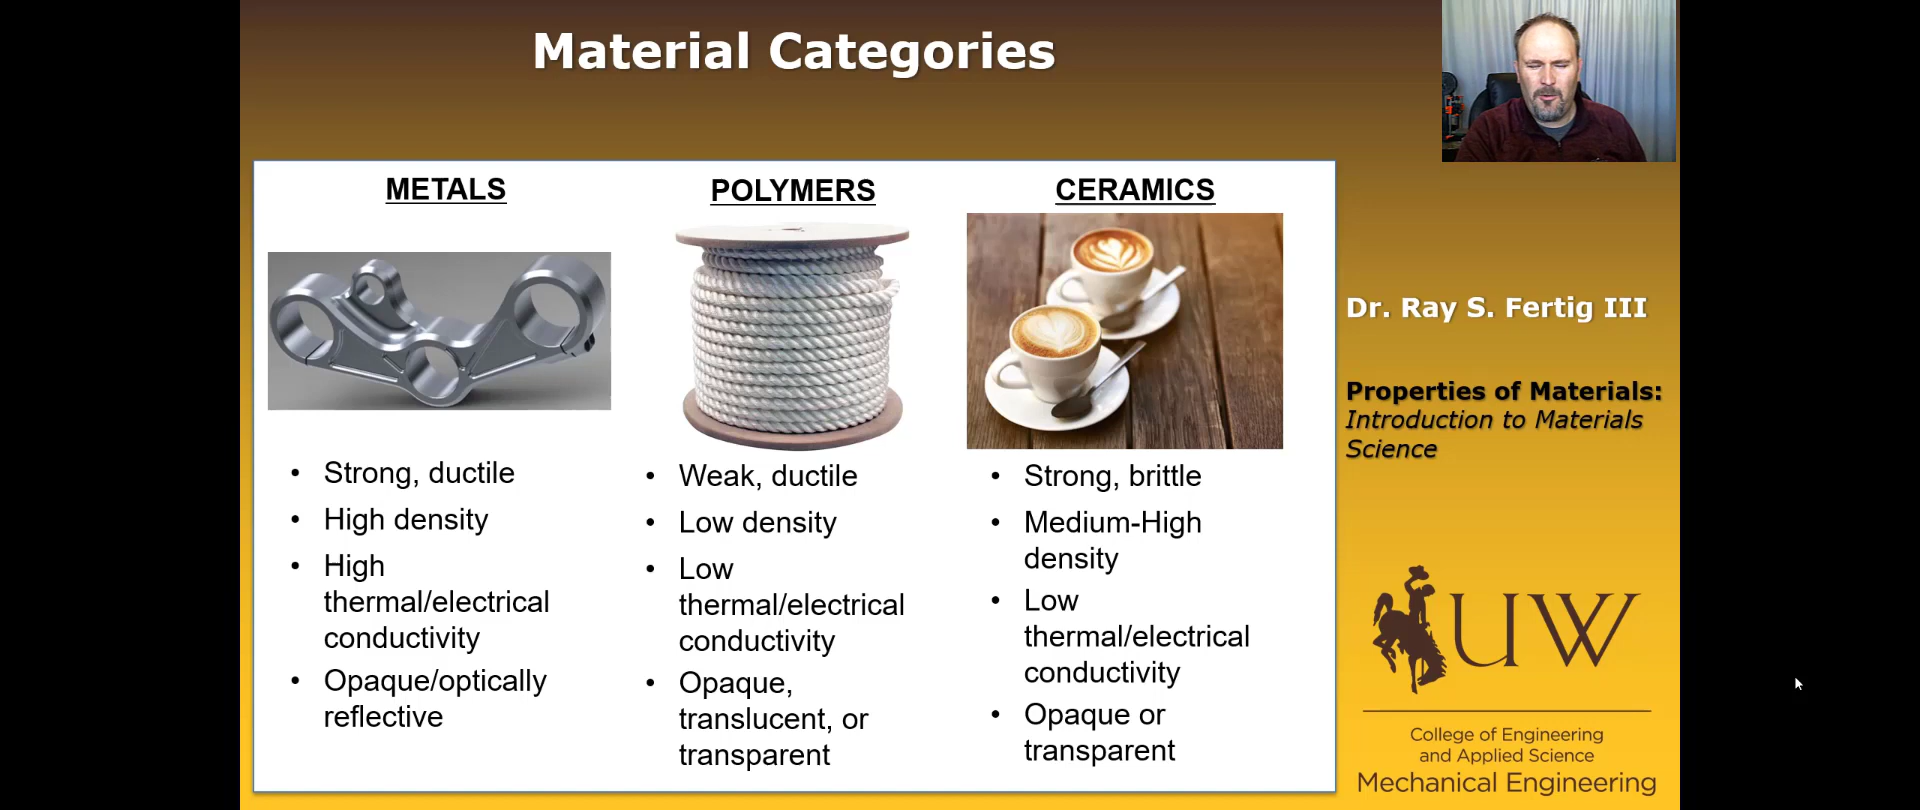 Material Categories
METALS
• Strong, ductile
• High density
• High
thermal/electrical
conductivity
• Opaque/optically
reflective
POLYMERS
• Weak, ductile
• Low density
• Low
thermal/electrical
conductivity
• Opaque,
translucent, or
transparent
CERAMICS
• Strong, brittle
• Medium-High
density
• Low
thermal/electrical
conductivity
• Opaque or
transparent
Dr. Ray S. Fertig III
Properties of Materials:
Introduction to Materials
Science
UW
College of Engineering
and Applied Science
Mechanical Engineering